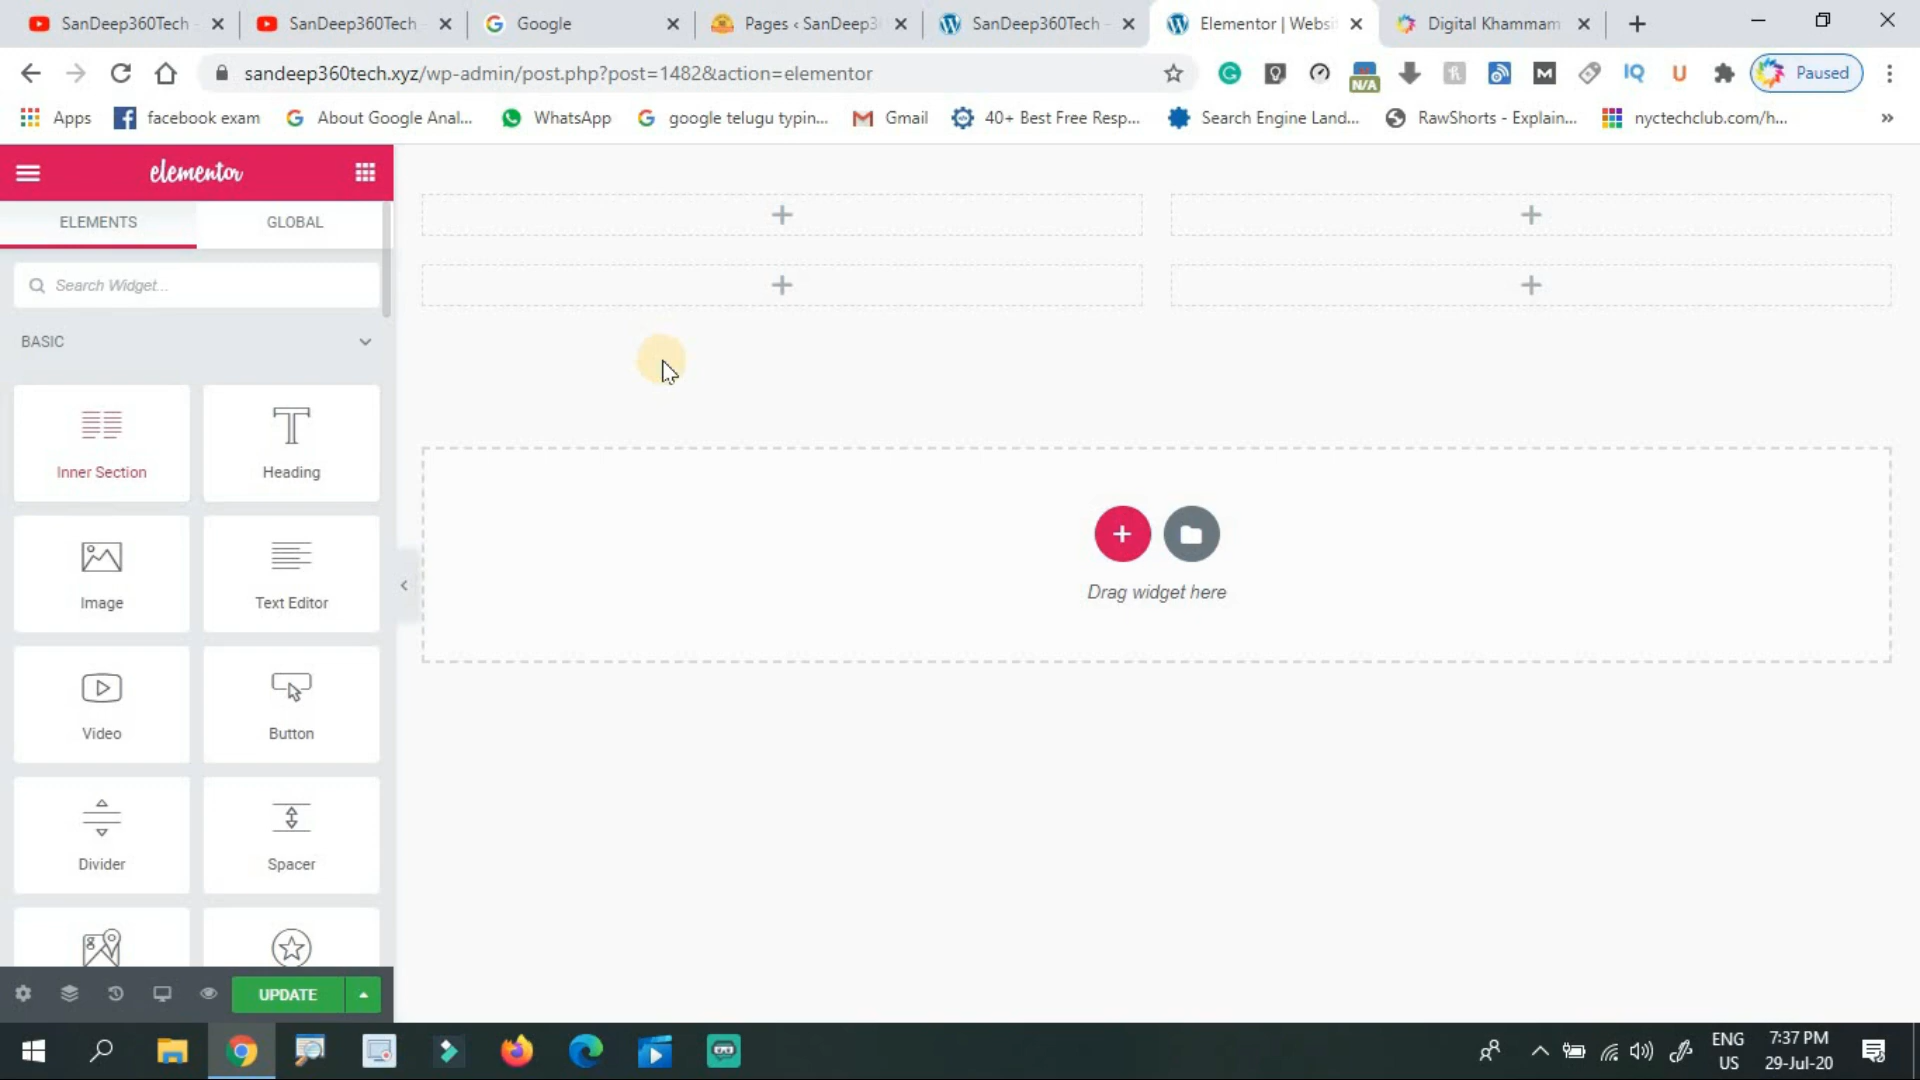 SanDeep360Tech -
SanDeep360Tech -
Google
Pages ‹ SanDeep3
SanDeep360Tech -
Elementor | Websi
Digital Khammam
sandeep360tech.xyz/wp-admin/post.php?post=1482&action=elementor
N/A
IQ
U
Paused
Apps
facebook exam
About Google Anal...
WhatsApp
google telugu typin...
Gmail
40+ Best Free Resp...
Search Engine Land...
RawShorts - Explain...
nyctechclub.com/h...
elementor
ELEMENTS
GLOBAL
Search Widget...
BASIC
Inner Section
Heading
Image
Text Editor
Video
Button
Divider
Spacer
Drag widget here
UPDATE
ENG
US
7:37 PM
29-Jul-20